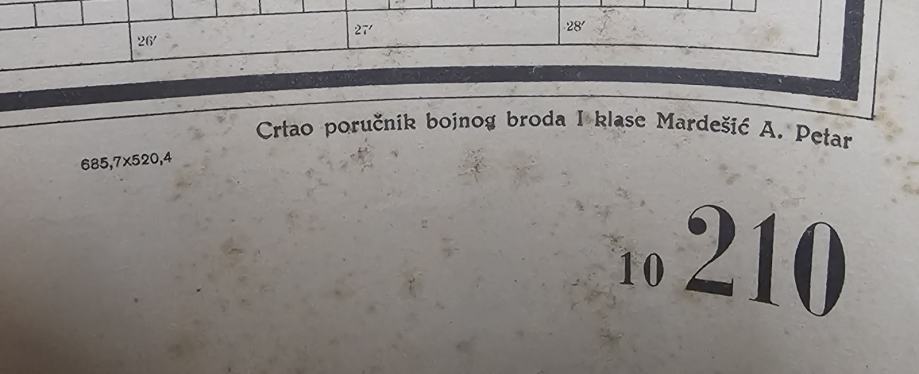 26′ 27′ 28′
Crtao poručnik bojnog broda I klase Mardešić A. Petar
685,7x520,4
10 210